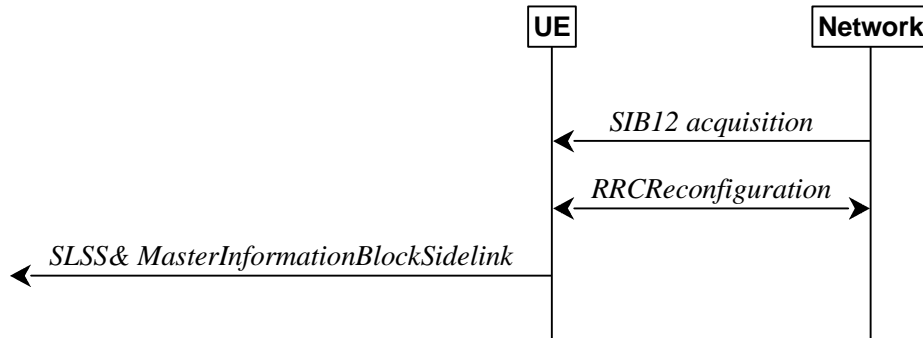 UE
Network
SIB12 acquisition
RRCReconfiguration
SLSS& MasterInformationBlockSidelink